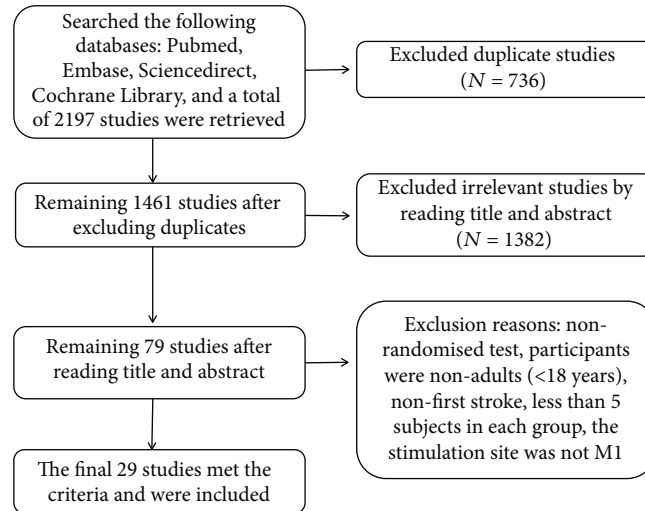 Searched the following
databases: Pubmed,
Embase, Sciencedirect,
Cochrane Library, and a total
of 2197 studies were retrieved
Excluded duplicate studies
(N = 736)
Remaining 1461 studies after
excluding duplicates
Excluded irrelevant studies by
reading title and abstract
(N = 1382)
Remaining 79 studies after
reading title and abstract
Exclusion reasons: non-
randomised test, participants
were non-adults (<18 years),
non-first stroke, less than 5
subjects in each group, the
stimulation site was not M1
The final 29 studies met the
criteria and were included